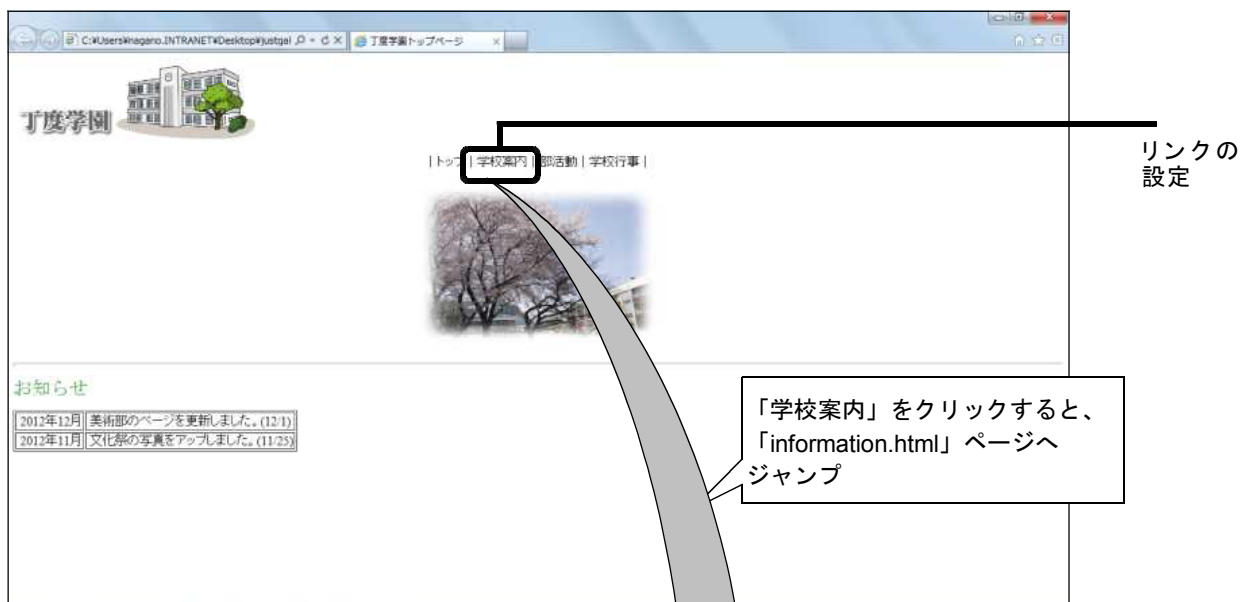 C:¥Users¥nagano.INTRANET¥Desktop¥justgai
丁度学園トップページ
丁度学園
|トップ|学校案内|部活動|学校行事|
リンクの
設定
お知らせ
2012年12月 美術部のページを更新しました。(12/1)
2012年11月 文化祭の写真をアップしました。(11/25)
「学校案内」をクリックすると、
「information.html」ページへ
ジャンプ